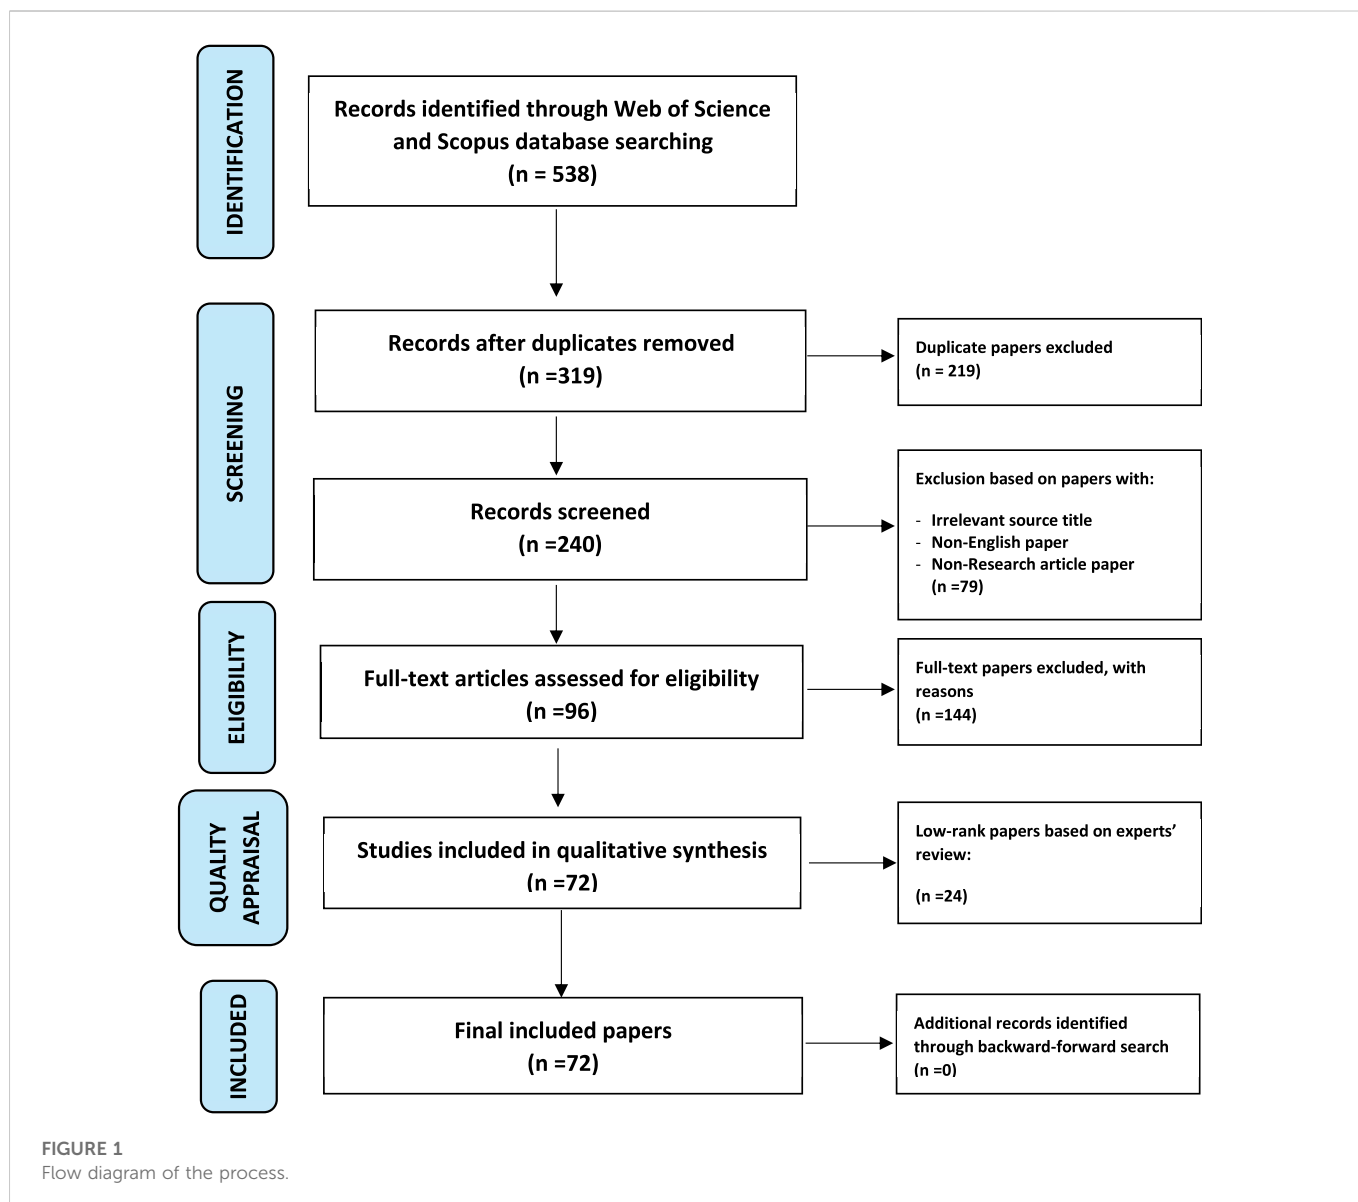 IDENTIFICATION
Records identified through Web of Science
and Scopus database searching
(n = 538)
SCREENING
Records after duplicates removed
(n =319)
Duplicate papers excluded
(n = 219)
Records screened
(n =240)
Exclusion based on papers with:
- Irrelevant source title
- Non-English paper
- Non-Research article paper
(n =79)
ELIGIBILITY
Full-text articles assessed for eligibility
(n =96)
Full-text papers excluded, with
reasons
(n =144)
QUALITY
APPRAISAL
Studies included in qualitative synthesis
(n =72)
Low-rank papers based on experts’
review:
(n =24)
INCLUDED
Final included papers
(n =72)
Additional records identified
through backward-forward search
(n =0)
FIGURE 1
Flow diagram of the process.